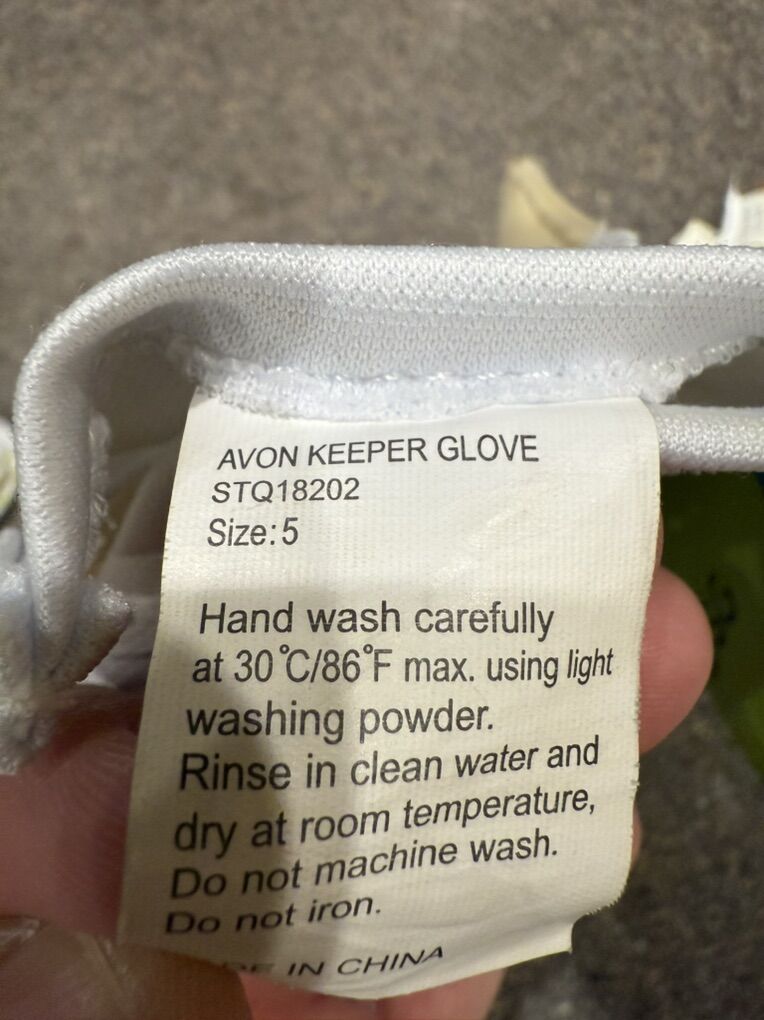 AVON KEEPER GLOVE
STQ18202
Size: 5
Hand wash carefully
at 30℃/86°F max. using light
washing powder.
Rinse in clean water and
dry at room temperature,
Do not machine wash.
Do not iron.
IN CHINA